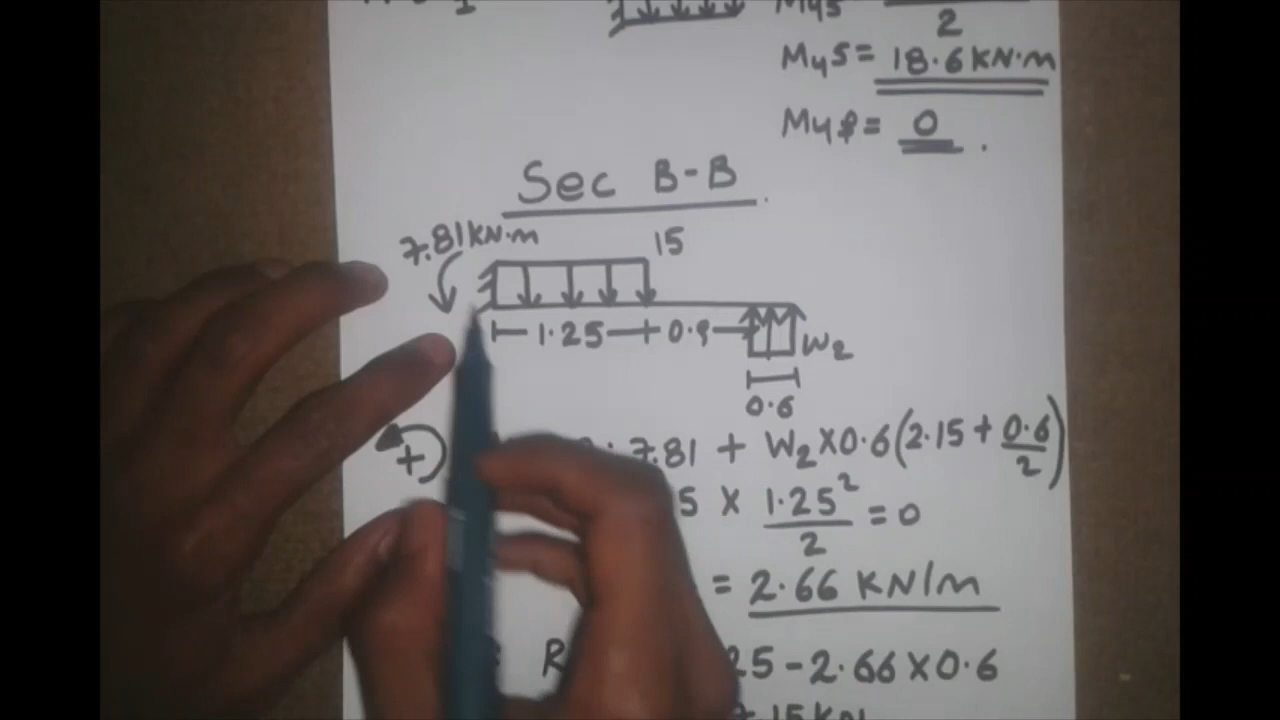 2
M45 = 18.6 KN.m
= 0 .
Sec B-B
7.81 KN.m 15
1.25 0.9 W2
0.6
+ 7.81 + W2 X 0.6 (2.15 + 0.6/2)
5 X 1.25²/2 = 0
= 2.66 KN/m
R 25 - 2.66 X 0.6